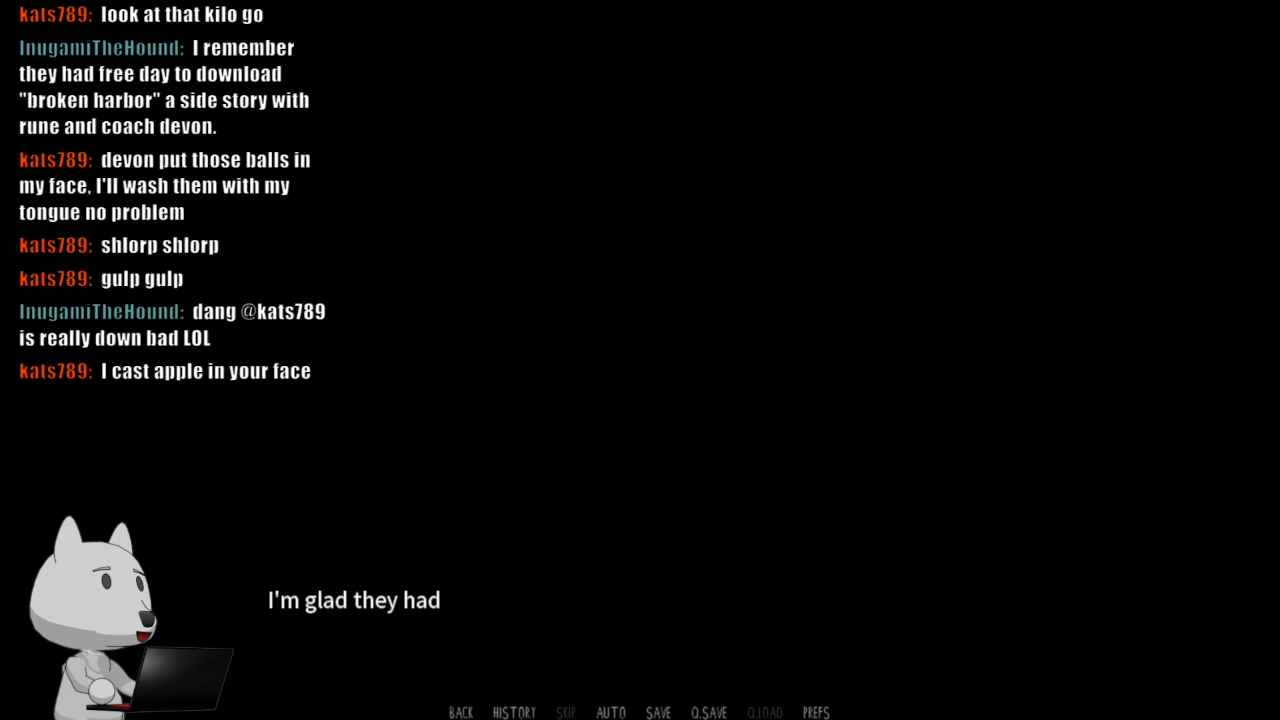 kats789: look at that kilo go
InugamiTheHound: I remember
they had free day to download
"broken harbor" a side story with
rune and coach devon.
kats789: devon put those balls in
my face, I'll wash them with my
tongue no problem
kats789: shlorp shlorp
kats789: gulp gulp
InugamiTheHound: dang @kats789
is really down bad LOL
kats789: I cast apple in your face
I'm glad they had
BACK HISTORY SKIP AUTO SAVE Q.SAVE Q.LOAD PREFS